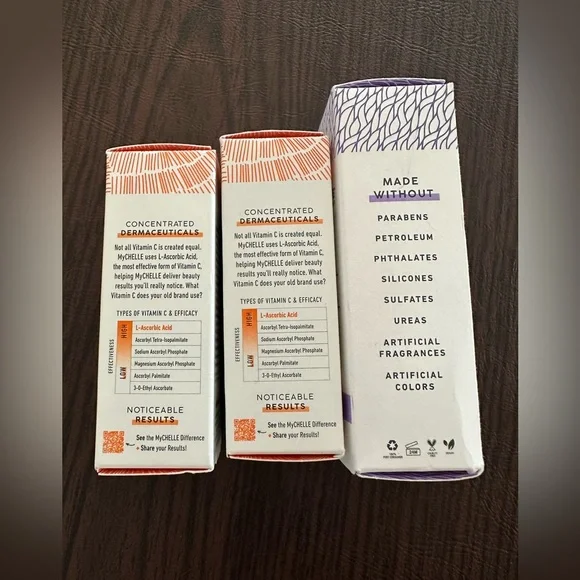 CONCENTRATED
DERMACEUTICALS
Not all Vitamin C is created equal.
MyCHELLE uses L-Ascorbic Acid,
the most effective form of Vitamin C,
helping MyCHELLE deliver beauty
results you'll really notice. What
Vitamin C does your old brand use?
TYPES OF VITAMIN C & EFFICACY
EFFECTIVENESS
HIGH
LOW
L-Ascorbic Acid
Ascorbyl Tetra-Isopalmitate
Sodium Ascorbyl Phosphate
Magnesium Ascorbyl Phosphate
Ascorbyl Palmitate
3-O-Ethyl Ascorbate
NOTICEABLE
RESULTS
See the MyCHELLE Difference
+ Share your Results!
CONCENTRATED
DERMACEUTICALS
Not all Vitamin C is created equal.
MyCHELLE uses L-Ascorbic Acid,
the most effective form of Vitamin C,
helping MyCHELLE deliver beauty
results you'll really notice. What
Vitamin C does your old brand use?
TYPES OF VITAMIN C & EFFICACY
EFFECTIVENESS
HIGH
LOW
L-Ascorbic Acid
Ascorbyl Tetra-Isopalmitate
Sodium Ascorbyl Phosphate
Magnesium Ascorbyl Phosphate
Ascorbyl Palmitate
3-O-Ethyl Ascorbate
NOTICEABLE
RESULTS
See the MyCHELLE Difference
+ Share your Results!
MADE
WITHOUT
PARABENS
PETROLEUM
PHTHALATES
SILICONES
SULFATES
UREAS
ARTIFICIAL
FRAGRANCES
ARTIFICIAL
COLORS